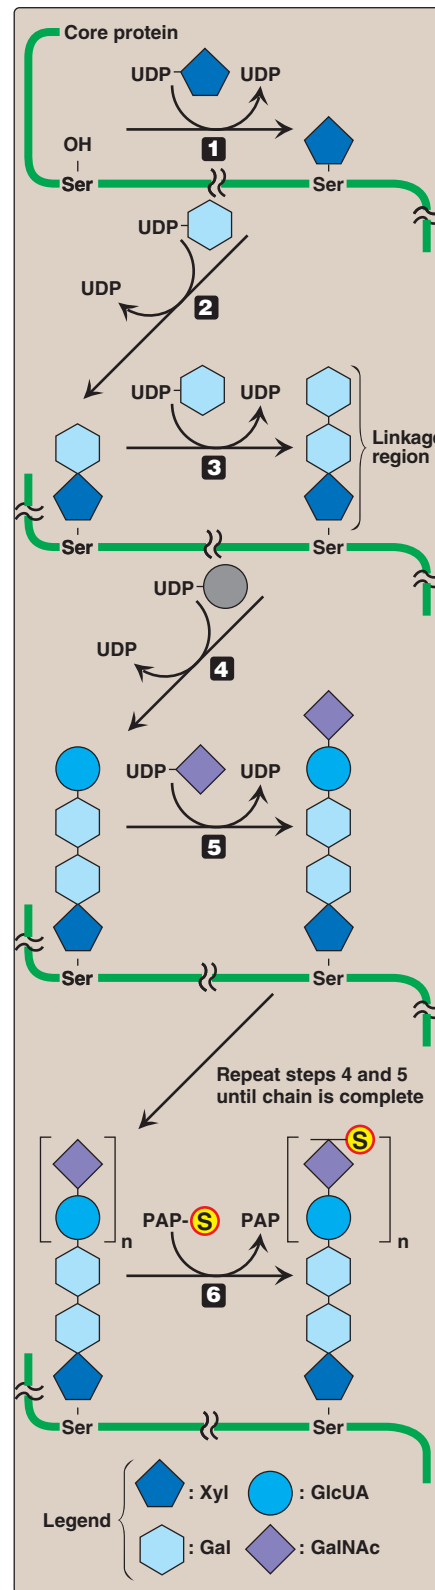 Core protein
UDP UDP
OH
1
Ser Ser
UDP
UDP
2
UDP UDP
3
Linkage
region
Ser Ser
UDP
UDP
4
UDP UDP
5
Ser Ser
Repeat steps 4 and 5
until chain is complete
S
n n
PAP-S PAP
6
Ser Ser
Legend
: Xyl : GlcUA
: Gal : GalNAc